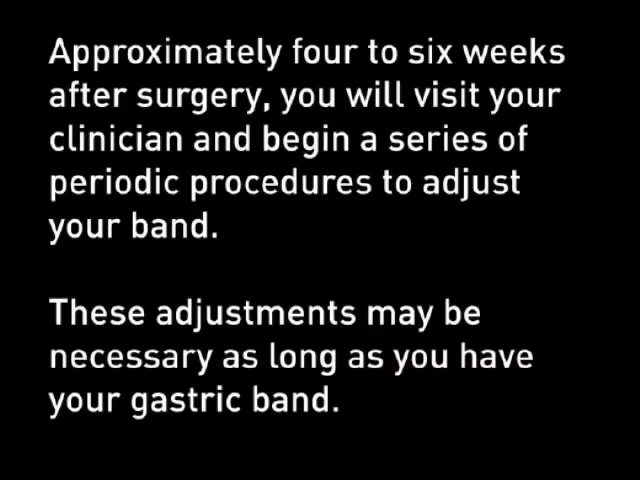 Approximately four to six weeks
after surgery, you will visit your
clinician and begin a series of
periodic procedures to adjust
your band.
These adjustments may be
necessary as long as you have
your gastric band.